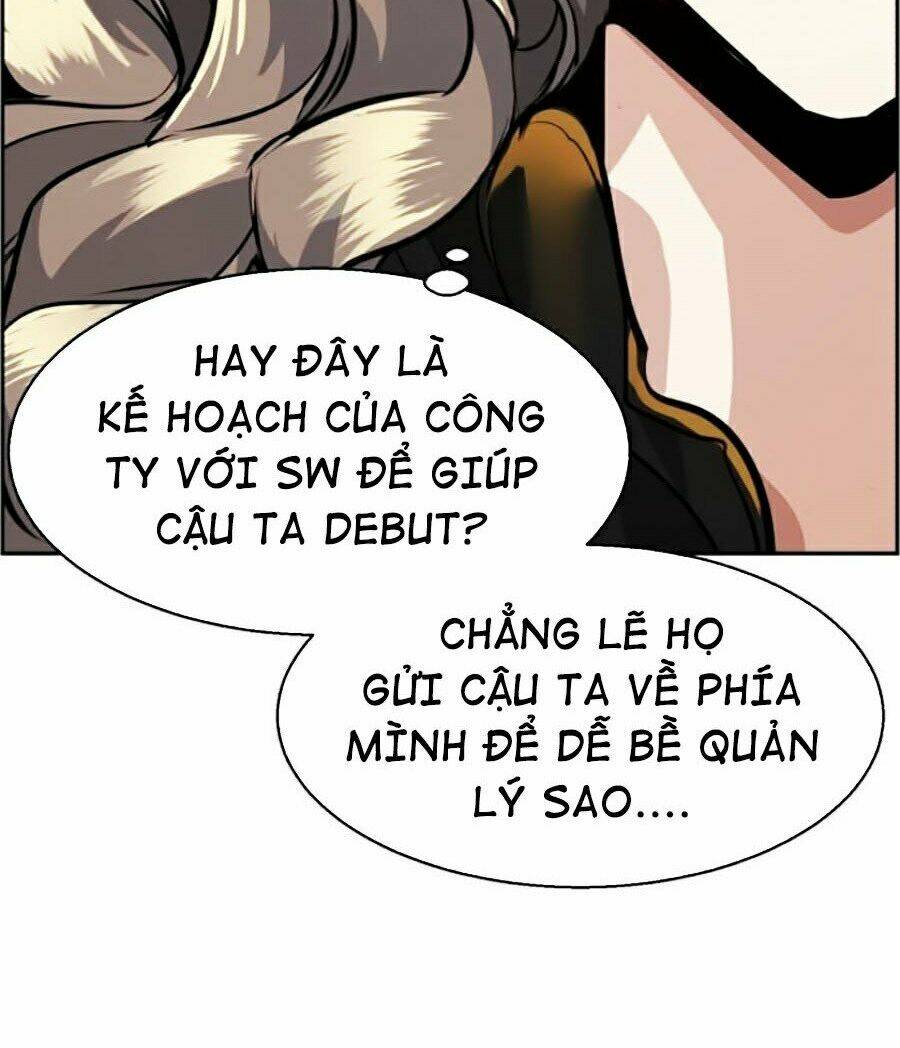 HAY ĐÂY LÀ
KẾ HOẠCH CỦA CÔNG
TY VỚI SW ĐỂ GIÚP
CẬU TA DEBUT?
CHẲNG LẼ HỌ
GỬI CẬU TA VỀ PHÍA
MÌNH ĐỂ DỄ BỀ QUẢN
LÝ SAO....